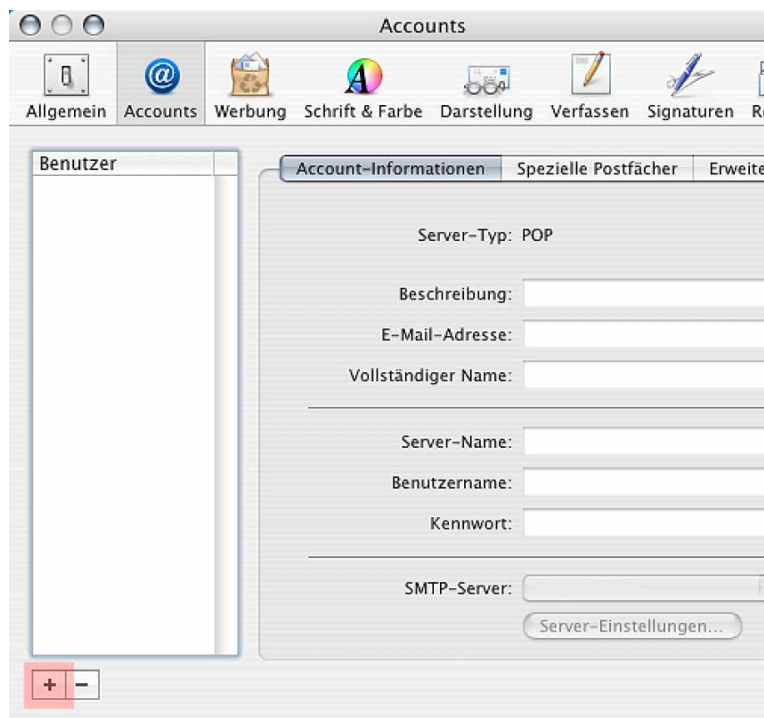 Accounts
Allgemein Accounts Werbung Schrift & Farbe Darstellung Verfassen Signaturen R
Benutzer
Account-Informationen Spezielle Postfächer Erweite
Server-Typ: POP
Beschreibung:
E-Mail-Adresse:
Vollständiger Name:
Server-Name:
Benutzername:
Kennwort:
SMTP-Server:
Server-Einstellungen...
+ −